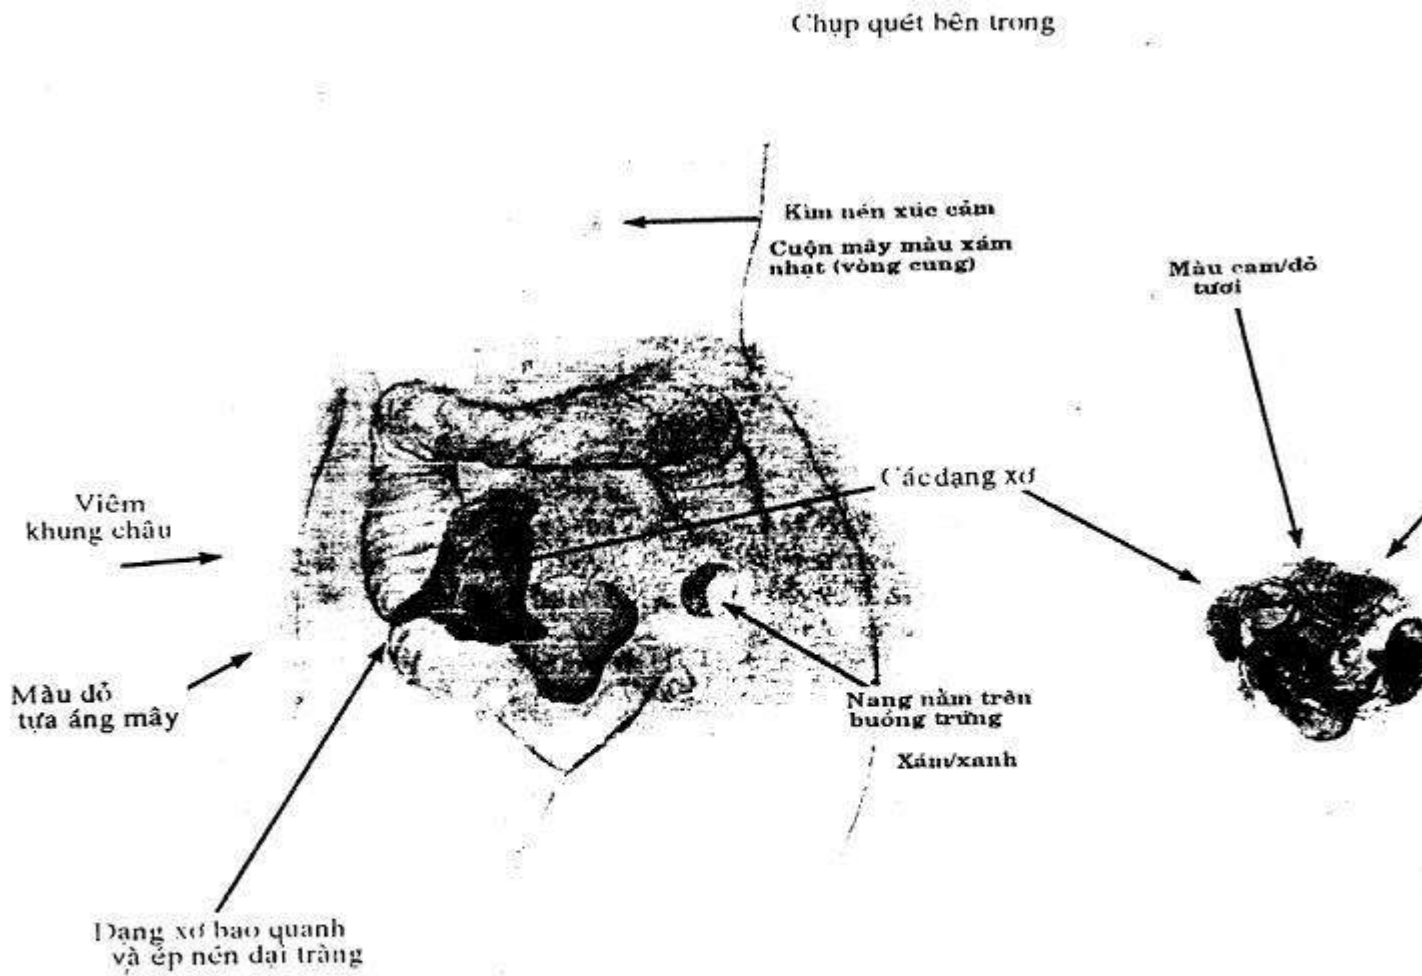 Chụp quét bên trong
Kìm nén xúc cảm
Cuộn mây màu xám
nhạt (vòng cung)
Màu cam/đỏ
tươi
Các dạng xơ
Viêm
khung châu
Màu đỏ
tựa áng mây
Nang nằm trên
buồng trứng
Xám/xanh
Dạng xơ bao quanh
và ép nén đại tràng